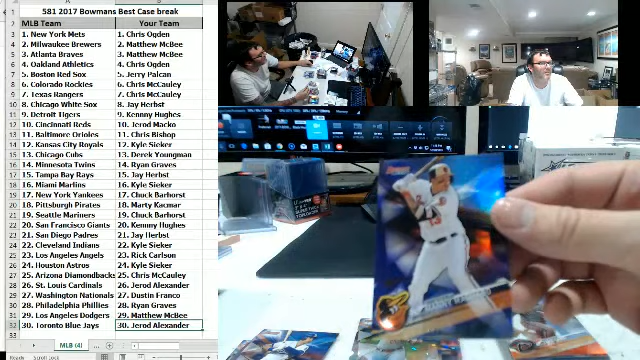 581 2017 Bowmans Best Case break
MLB Team Your Team
1. New York Mets 1. Chris Ogden
2. Milwaukee Brewers 2. Matthew McBee
3. Atlanta Braves 3. Matthew McBee
4. Oakland Athletics 4. Chris Ogden
5. Boston Red Sox 5. Jerry Palcan
6. Colorado Rockies 6. Chris McCauley
7. Texas Rangers 7. Chris McCauley
8. Chicago White Sox 8. Jay Herbst
9. Detroit Tigers 9. Kennny Hughes
10. Cincinnati Reds 10. Jerod Macko
11. Baltimore Orioles 11. Chris Bishop
12. Kansas City Royals 12. Kyle Sieker
13. Chicago Cubs 13. Derek Youngman
14. Minnesota Twins 14. Ryan Graves
15. Tampa Bay Rays 15. Jay Herbst
16. Miami Marlins 16. Kyle Sieker
17. New York Yankees 17. Chuck Barhorst
18. Pittsburgh Pirates 18. Marty Kacmar
19. Seattle Mariners 19. Chuck Barhorst
20. San Francisco Giants 20. Kemmy Hughes
21. San Diego Padres 21. Jay Herbst
22. Cleveland Indians 22. Kyle Sieker
23. Los Angeles Angels 23. Rick Carlson
24. Houston Astros 24. Kyle Sieker
25. Arizona Diamondbacks 25. Chris McCauley
26. St. Louis Cardinals 26. Jerod Alexander
27. Washington Nationals 27. Dustin Franco
28. Philadelphia Phillies 28. Ryan Graves
29. Los Angeles Dodgers 29. Matthew McBee
30. Toronto Blue Jays 30. Jerod Alexander
MLB (4)
Ready Scroll Lock
MANNY